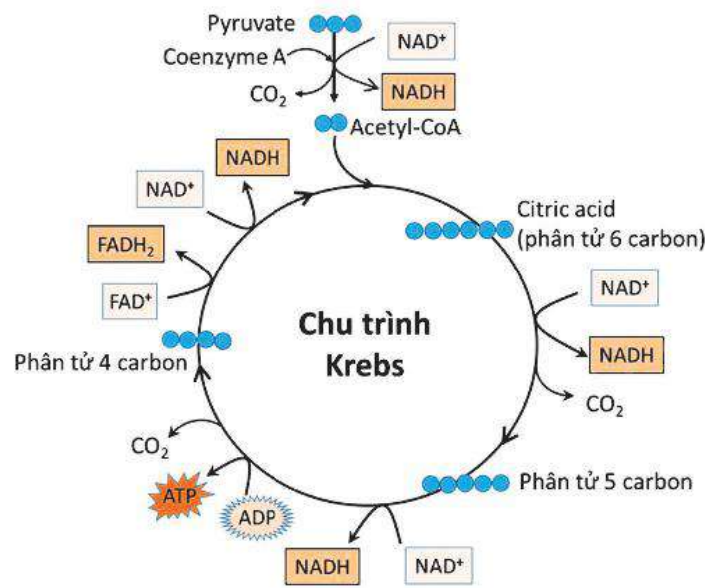 Pyruvate
NAD⁺
Coenzyme A
CO₂
NADH
Acetyl-CoA
NADH
NAD⁺
Citric acid
(phân tử 6 carbon)
FADH₂
FAD⁺
NAD⁺
Chu trình
Krebs
NADH
Phân tử 4 carbon
CO₂
CO₂
ATP
ADP
Phân tử 5 carbon
NADH
NAD⁺